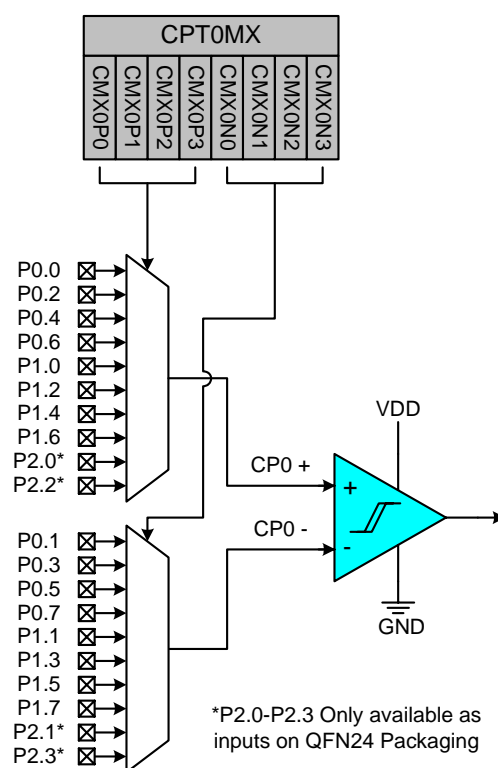 CPT0MX
CMX0P0
CMX0P1
CMX0P2
CMX0P3
CMX0N0
CMX0N1
CMX0N2
CMX0N3
P0.0
P0.2
P0.4
P0.6
P1.0
P1.2
P1.4
P1.6
P2.0*
P2.2*
VDD
CP0 +
+
CP0 -
-
GND
P0.1
P0.3
P0.5
P0.7
P1.1
P1.3
P1.5
P1.7
P2.1*
P2.3*
*P2.0-P2.3 Only available as
inputs on QFN24 Packaging